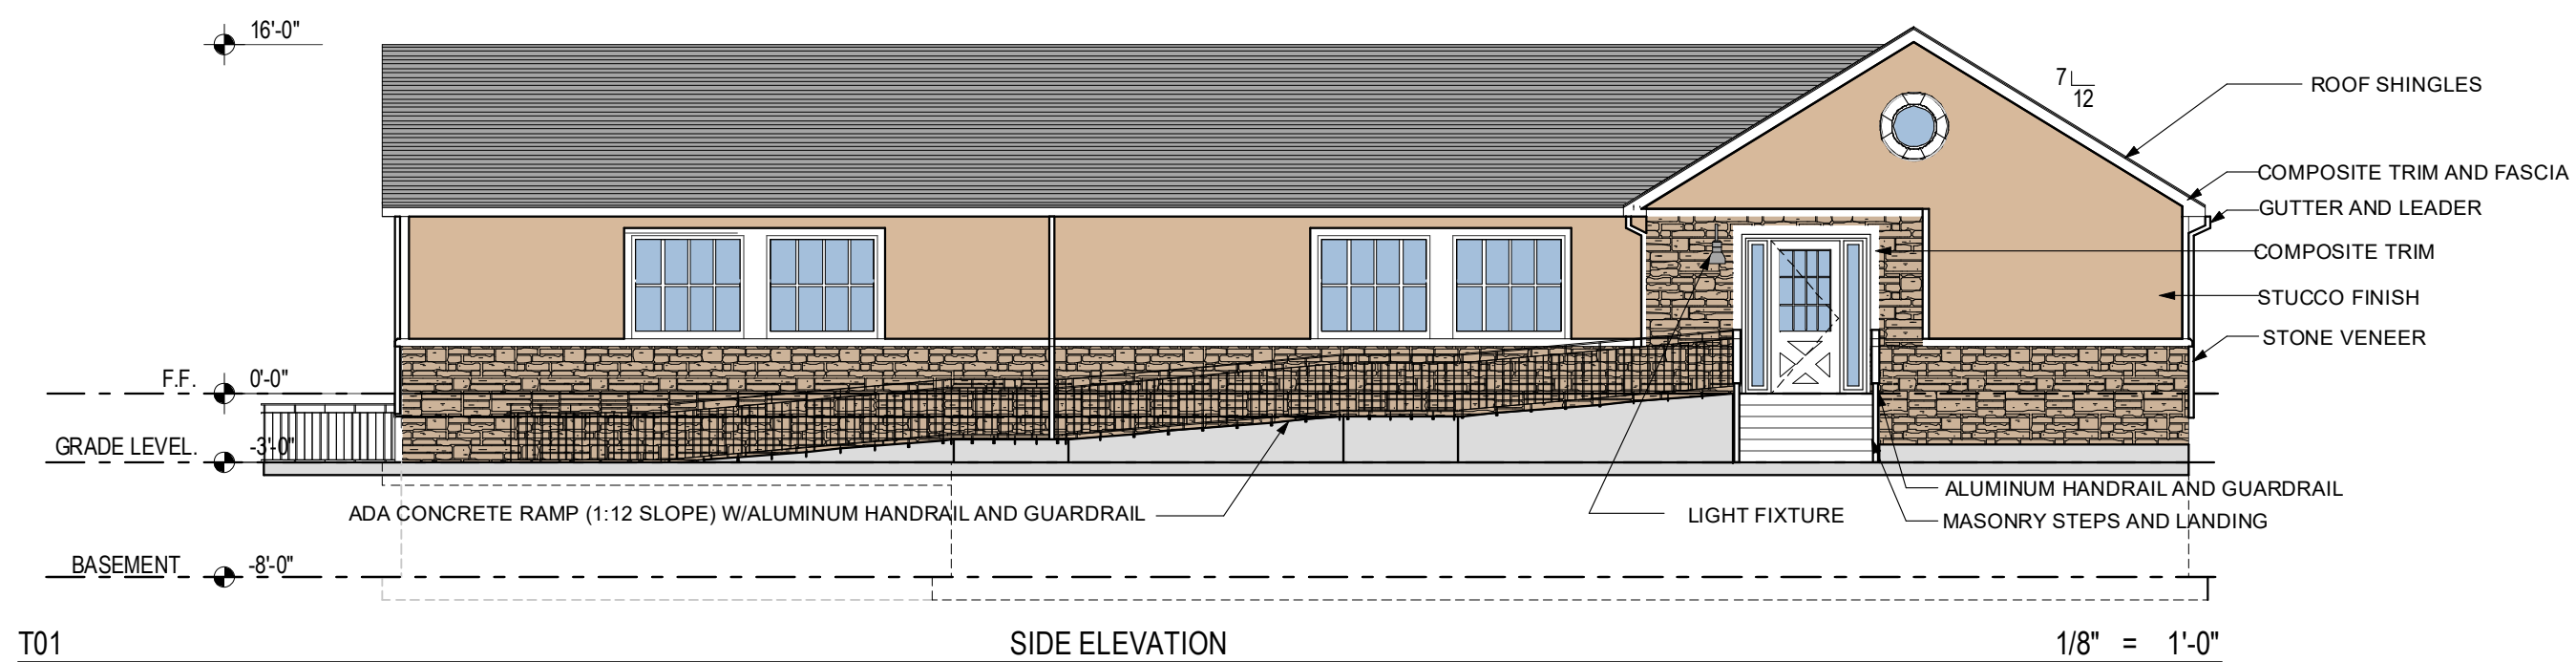 16'-0"
7
12
ROOF SHINGLES
COMPOSITE TRIM AND FASCIA
GUTTER AND LEADER
COMPOSITE TRIM
STUCCO FINISH
STONE VENEER
F.F. 0'-0"
GRADE LEVEL. -3'-0"
ALUMINUM HANDRAIL AND GUARDRAIL
ADA CONCRETE RAMP (1:12 SLOPE) W/ALUMINUM HANDRAIL AND GUARDRAIL
LIGHT FIXTURE
MASONRY STEPS AND LANDING
BASEMENT -8'-0"
T01 SIDE ELEVATION 1/8" = 1'-0"